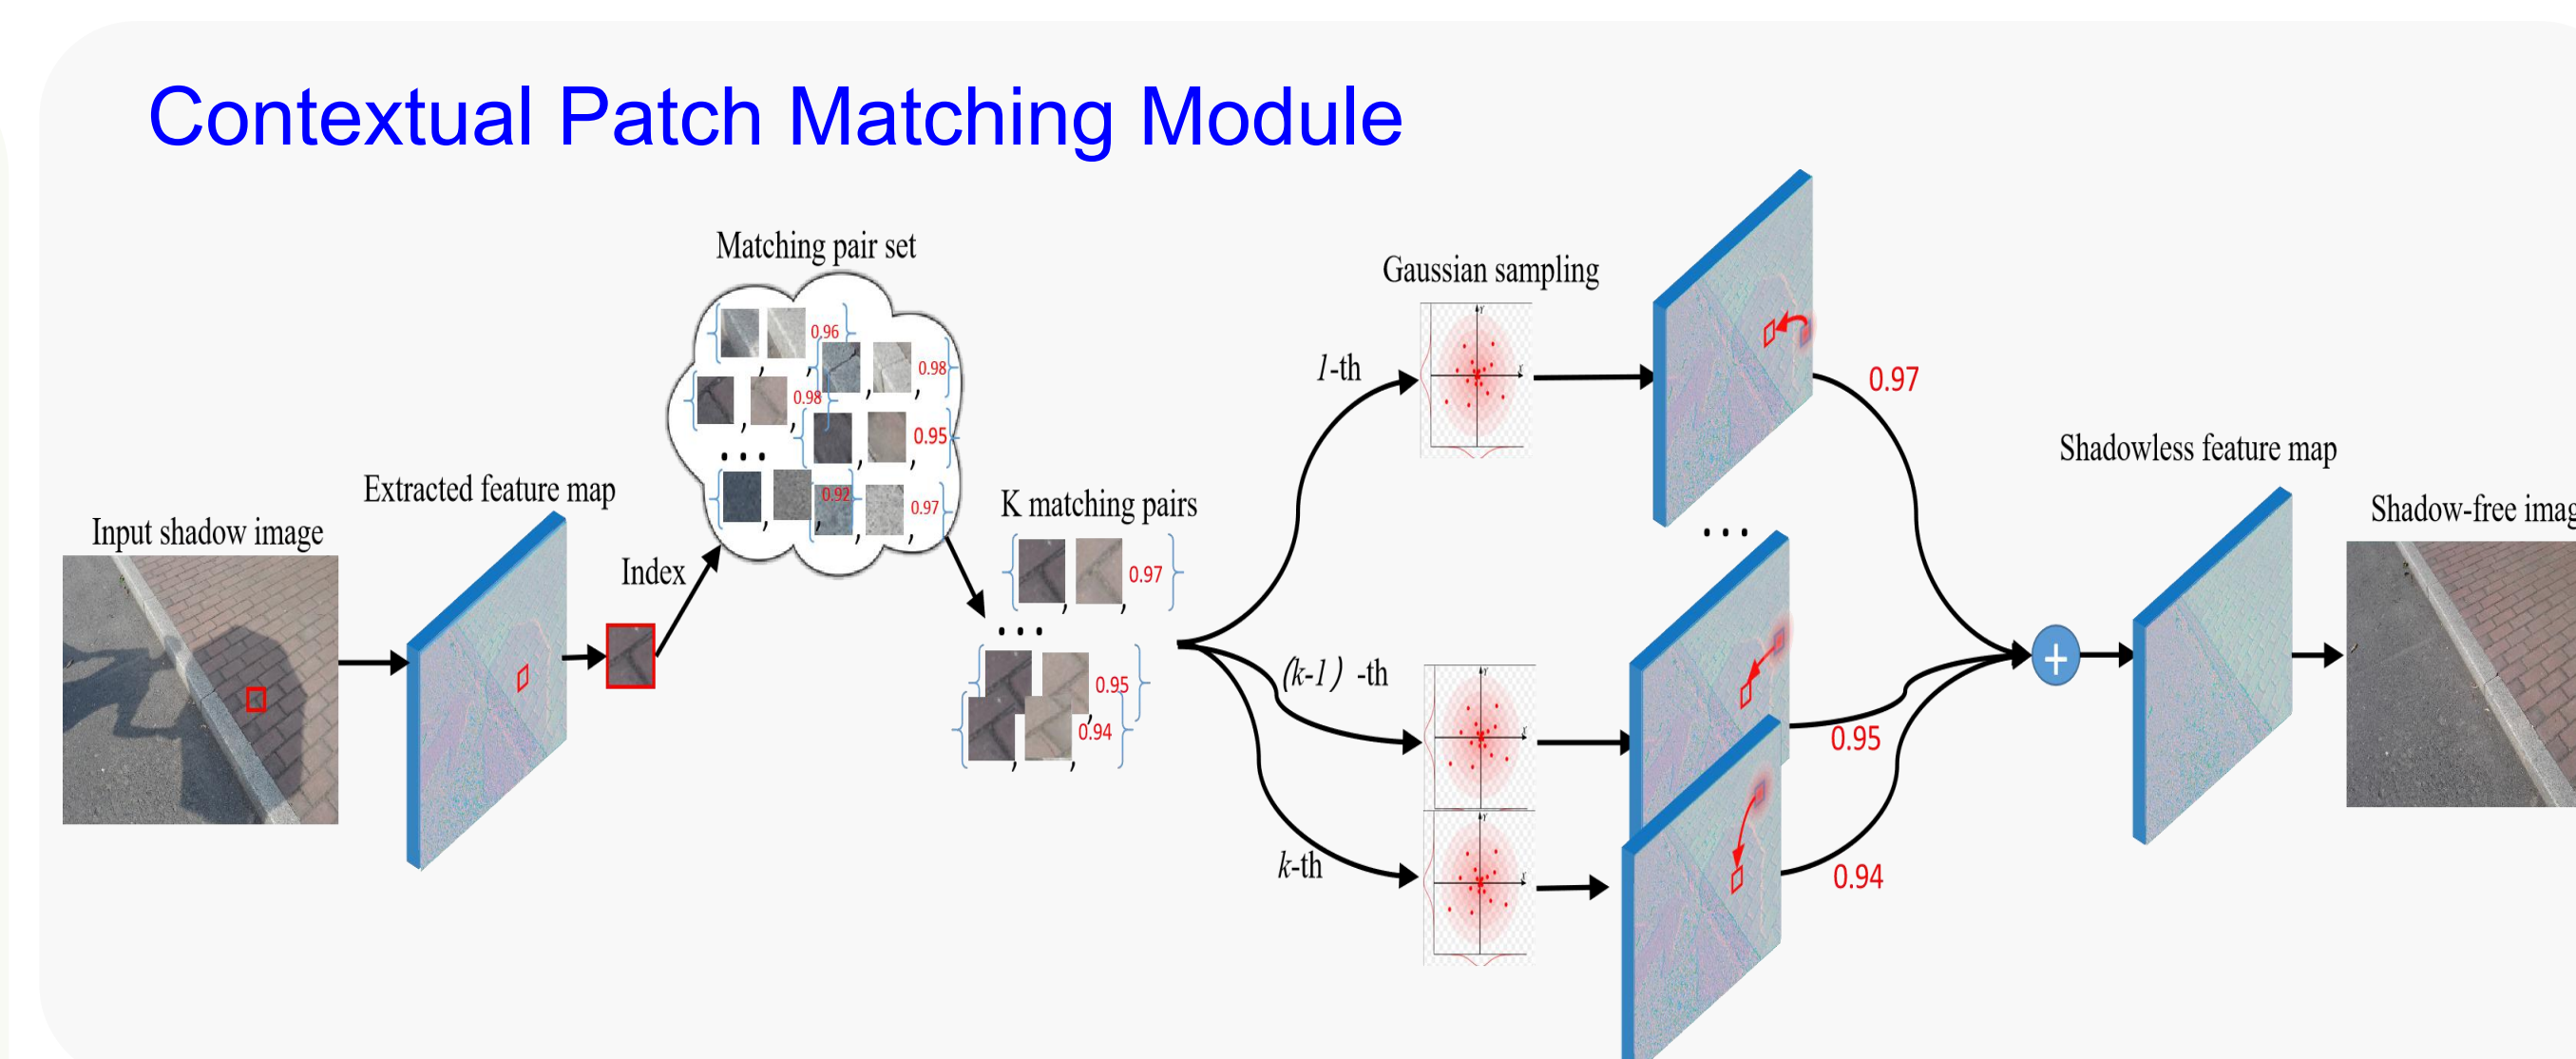 Contextual Patch Matching Module
Matching pair set
0.96
0.98
0.98
0.95
...
0.92
0.97
Input shadow image
Extracted feature map
Index
K matching pairs
0.97
...
0.95
0.94
1-th
(k-1) -th
k-th
Gaussian sampling
Y
X
Y
X
Y
X
...
0.97
0.95
0.94
+
Shadowless feature map
Shadow-free imag